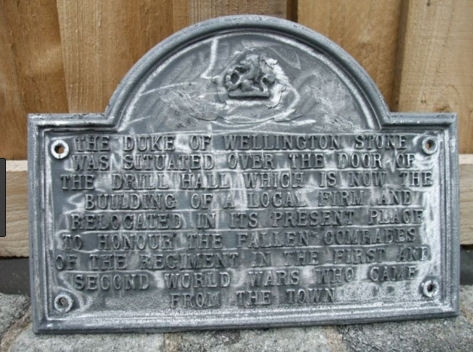 THE DUKE OF WELLINGTON STONE
WAS SITUATED OVER THE DOOR OF
THE DRILL HALL WHICH IS NOW THE
BUILDING OF A LOCAL FIRM AND
RELOCATED IN ITS PRESENT PLACE
TO HONOUR THE FALLEN COMRADES
OF THE REGIMENT IN THE FIRST AND
SECOND WORLD WARS WHO CAME
FROM THE TOWN